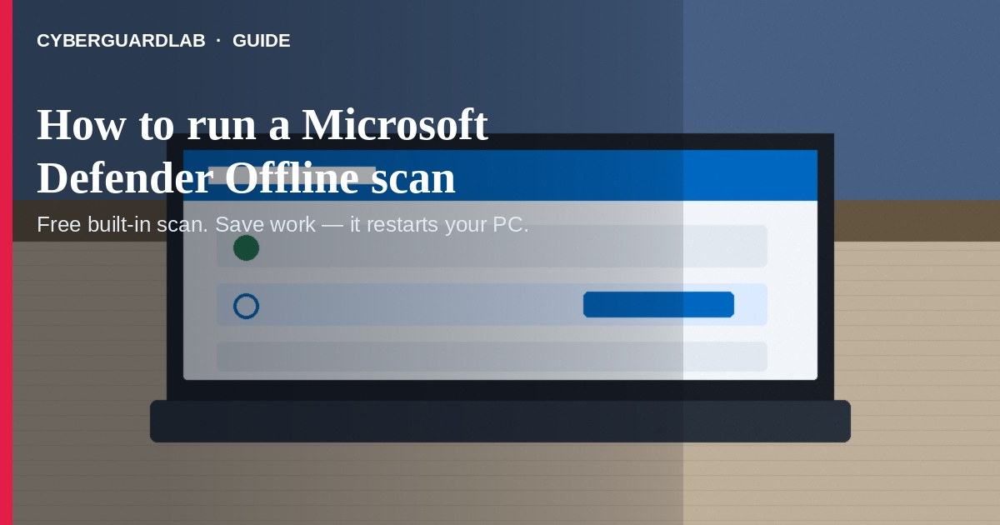 CYBERGUARDLAB · GUIDE
How to run a Microsoft
Defender Offline scan
Free built-in scan. Save work — it restarts your PC.